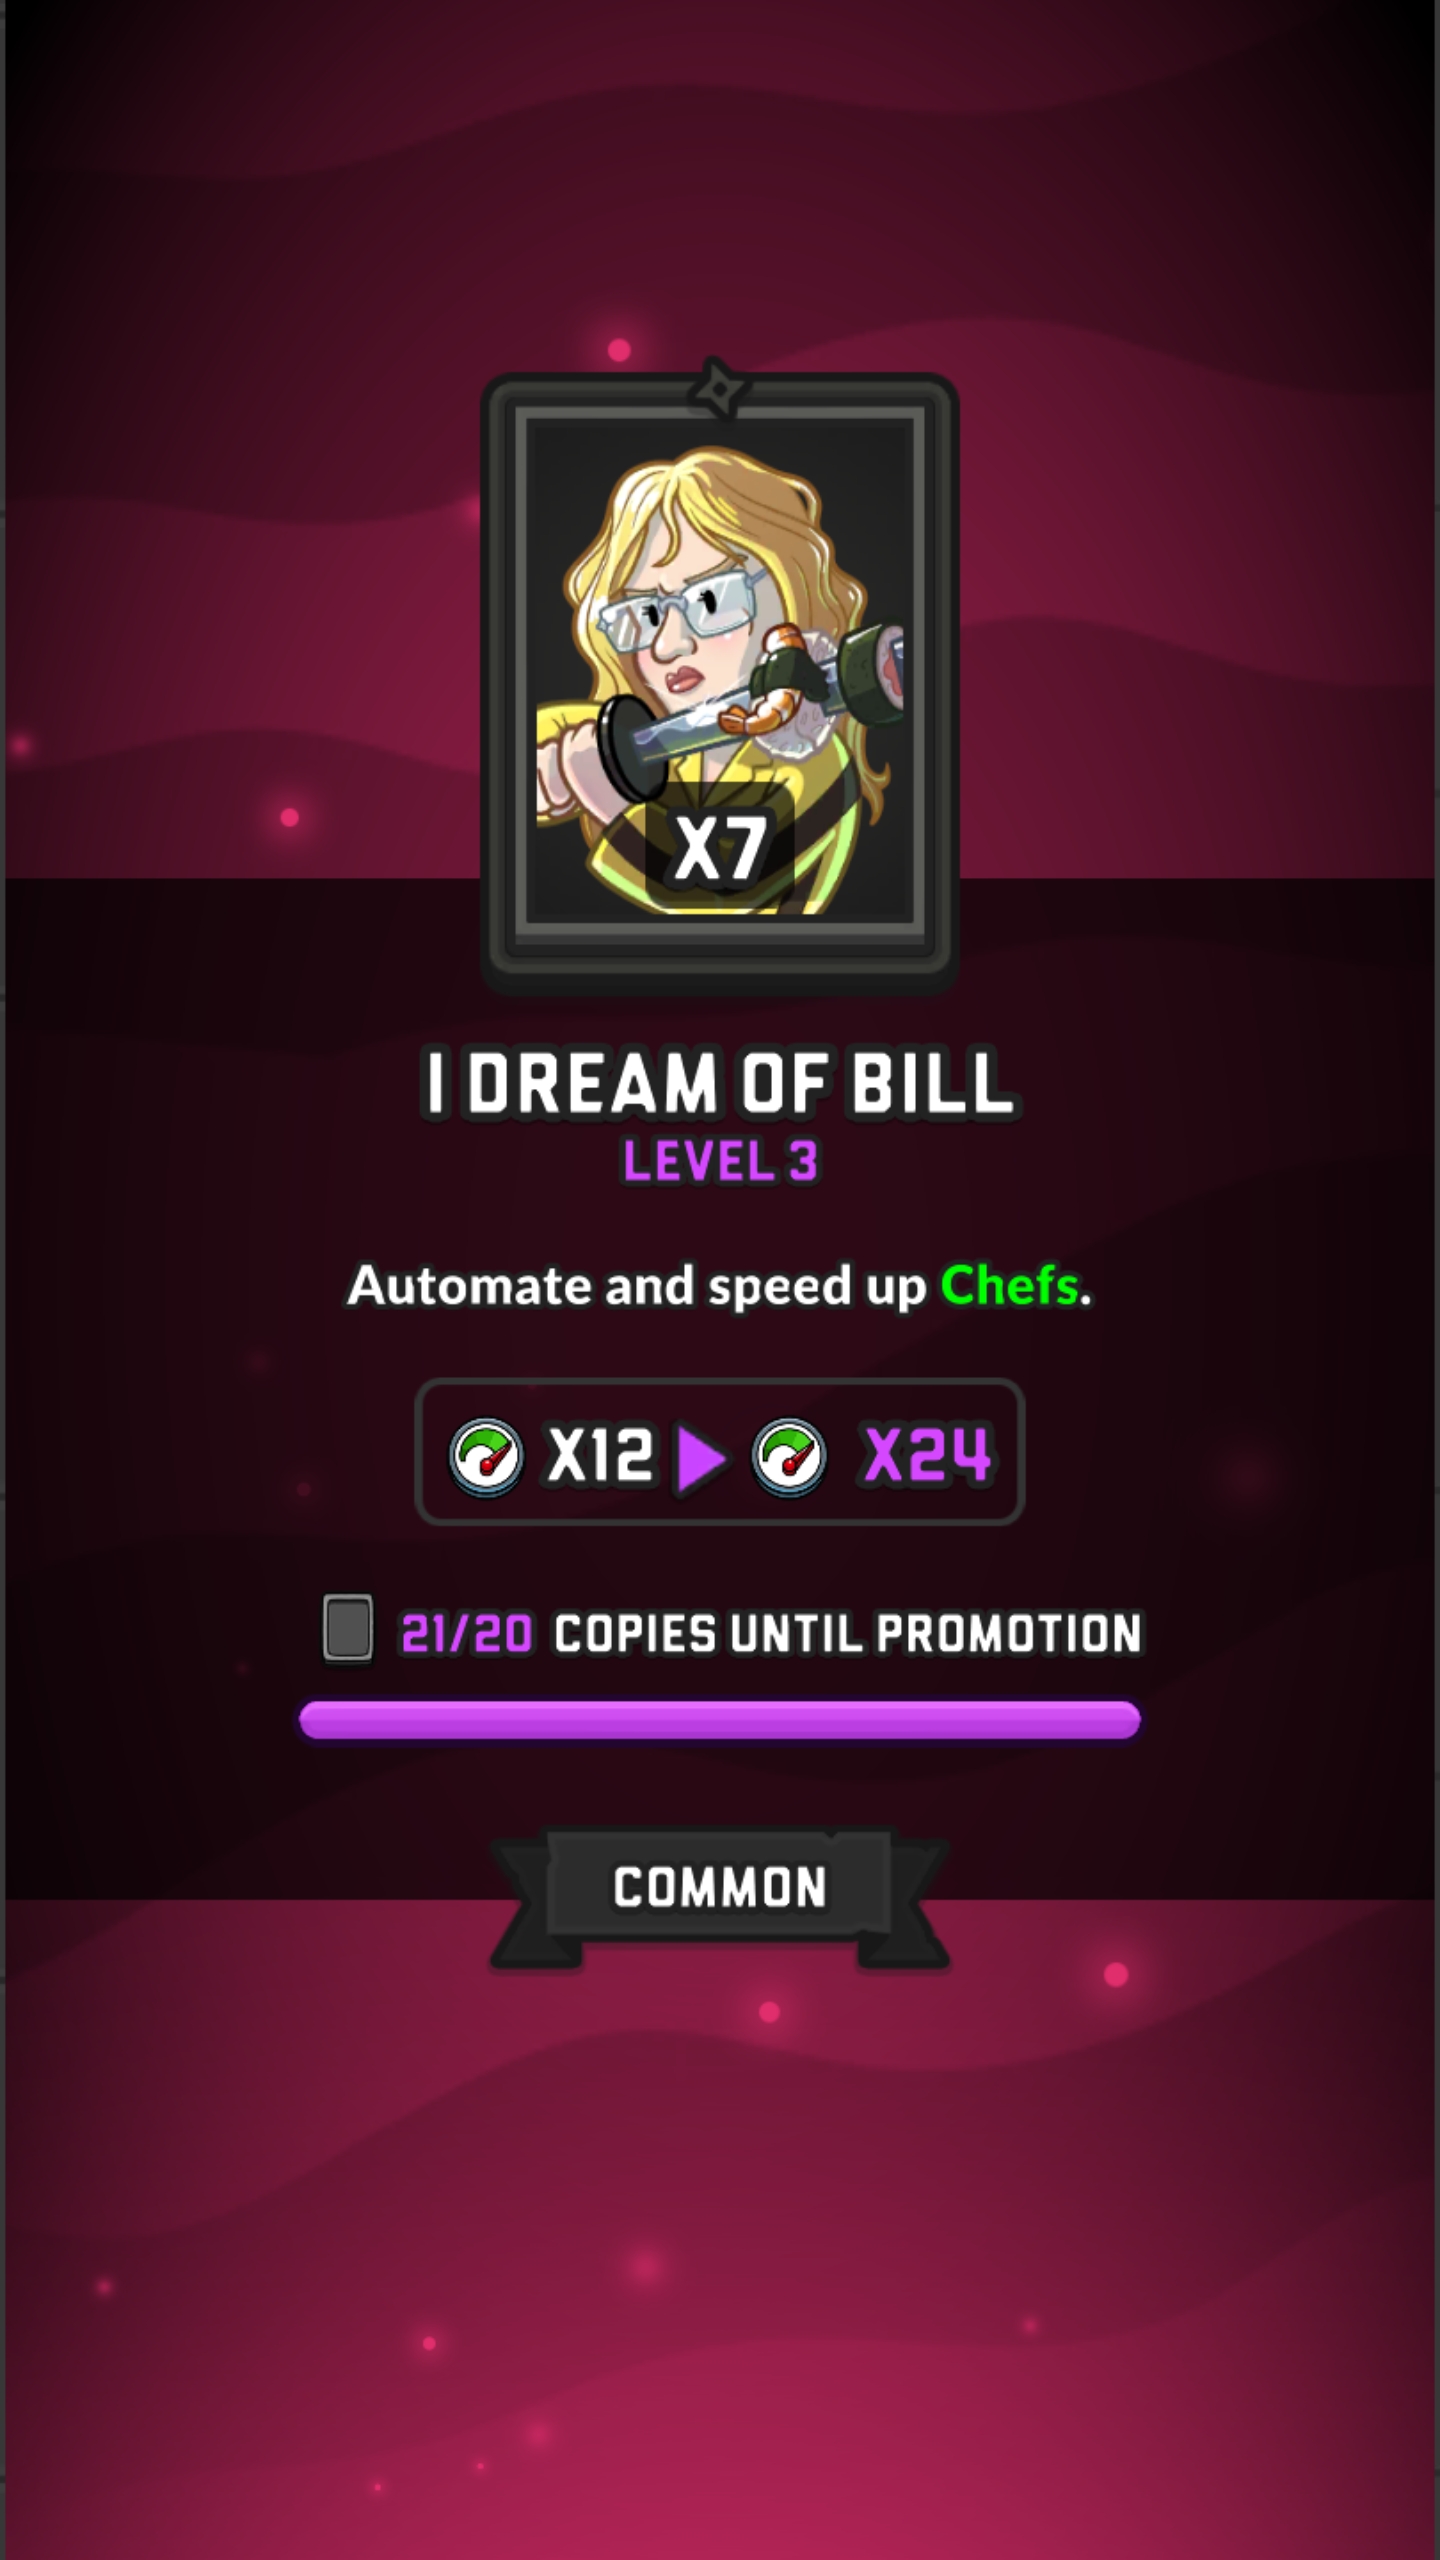 X7
I DREAM OF BILL
LEVEL 3
Automate and speed up Chefs.
X12 X24
21/20 COPIES UNTIL PROMOTION
COMMON